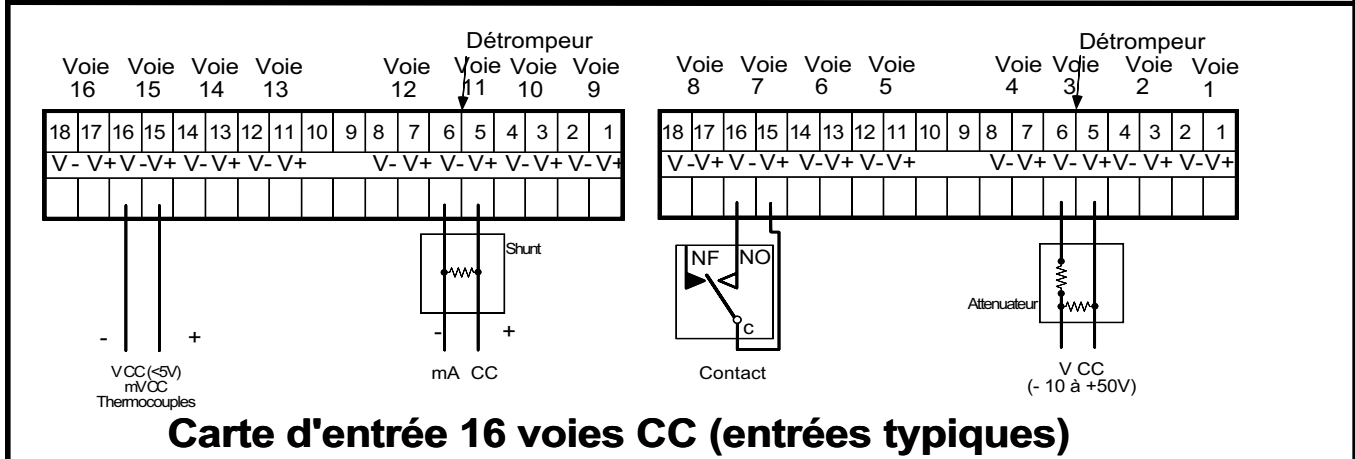 Détrompeur
Voie 16 Voie 15 Voie 14 Voie 13 Voie 12 Voie 11 Voie 10 Voie 9
18 17 16 15 14 13 12 11 10 9 8 7 6 5 4 3 2 1
V- V+ V- V+ V- V+ V- V+ V- V+ V- V+ V- V+ V- V+
Shunt
- +
- +
V CC (<5V)
mVCC
Thermocouples
mA CC
Détrompeur
Voie 8 Voie 7 Voie 6 Voie 5 Voie 4 Voie 3 Voie 2 Voie 1
18 17 16 15 14 13 12 11 10 9 8 7 6 5 4 3 2 1
V- V+ V- V+ V- V+ V- V+ V- V+ V- V+ V- V+ V- V+
NF NO
c
Contact
Attenuateur
V CC
(- 10 à +50V)
Carte d'entrée 16 voies CC (entrées typiques)